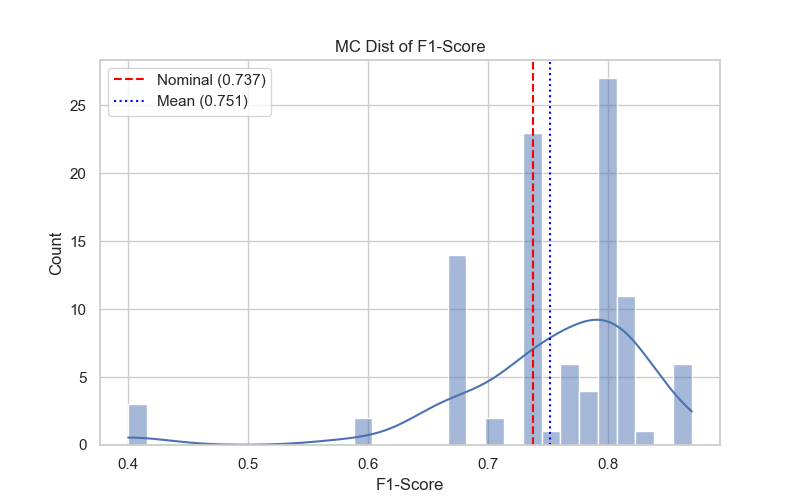 MC Dist of F1-Score
Nominal (0.737)
Mean (0.751)
Count
25
20
15
10
5
0
0.4 0.5 0.6 0.7 0.8
F1-Score